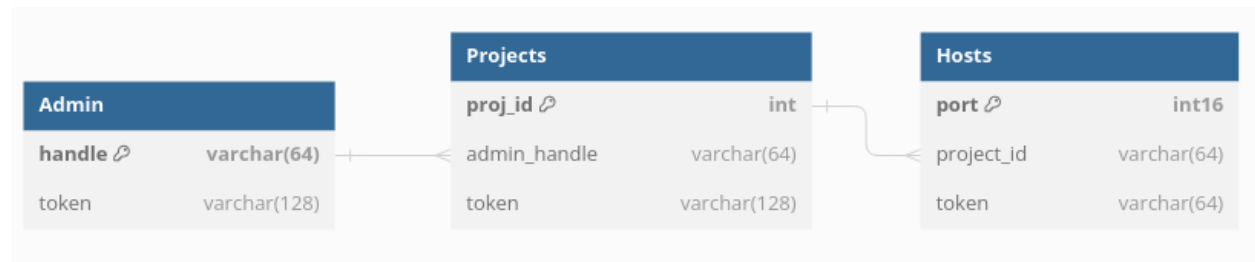 Admin
handle varchar(64)
token varchar(128)
Projects
proj_id int
admin_handle varchar(64)
token varchar(128)
Hosts
port int16
project_id varchar(64)
token varchar(64)